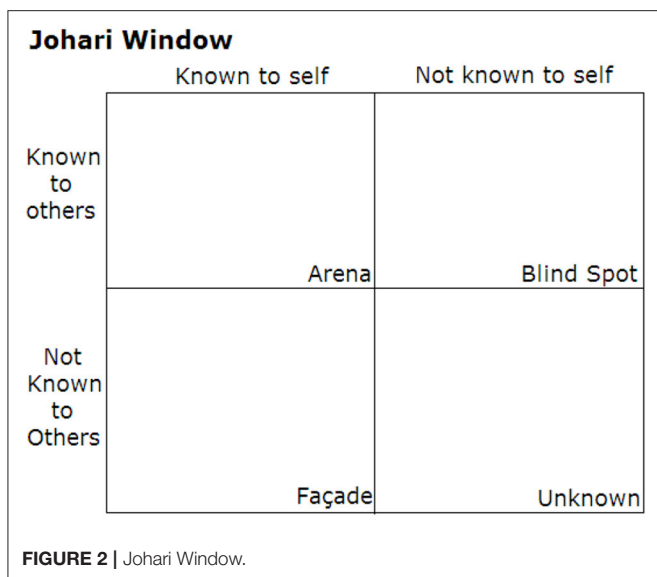 Johari Window
Known to self
Not known to self
Known
to
others
Arena
Blind Spot
Not
Known
to
Others
Façade
Unknown
FIGURE 2 | Johari Window.